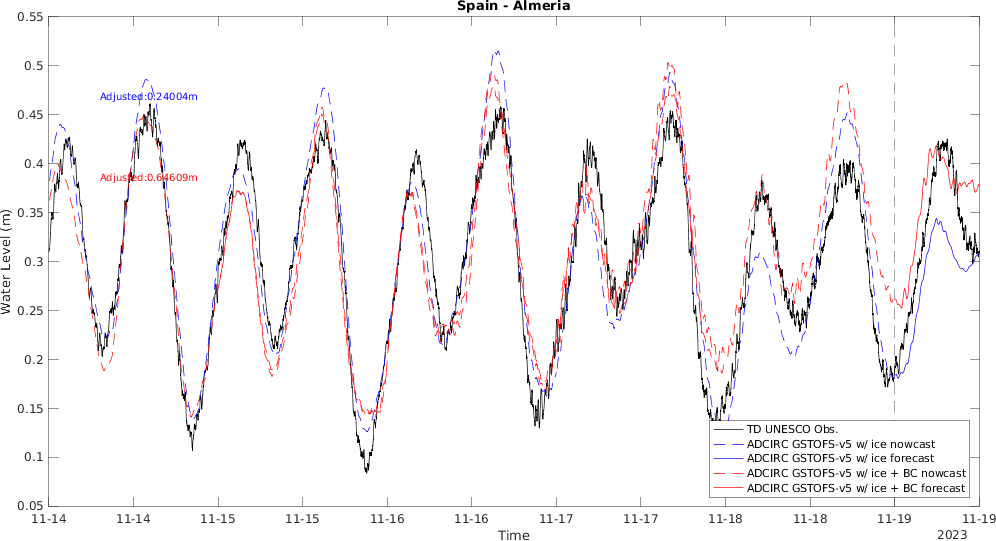 Spain - Almeria
0.55
0.5
0.45
0.4
0.35
0.3
0.25
0.2
0.15
0.1
0.05
Water Level (m)
Adjusted:0.24004m
Adjusted:0.64609m
TD UNESCO Obs.
ADCIRC GSTOFS-v5 w/ ice nowcast
ADCIRC GSTOFS-v5 w/ ice forecast
ADCIRC GSTOFS-v5 w/ ice + BC nowcast
ADCIRC GSTOFS-v5 w/ ice + BC forecast
11-14 11-14 11-15 11-15 11-16 11-16 11-17 11-17 11-18 11-18 11-19 11-19
Time
2023